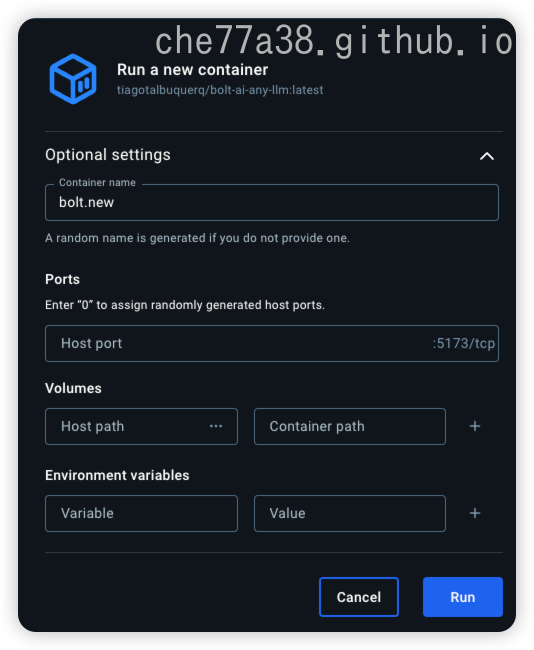 che77a38.github.io
Run a new container
tiagotalbuquerq/bolt-ai-any-llm:latest
Optional settings
Container name
bolt.new
A random name is generated if you do not provide one.
Ports
Enter “0” to assign randomly generated host ports.
Host port :5173/tcp
Volumes
Host path ··· Container path +
Environment variables
Variable Value +
Cancel Run